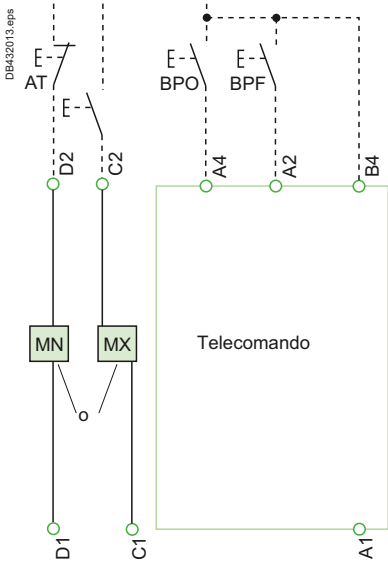 DB432013.eps
AT
BPO
BPF
D2
C2
A4
A2
B4
MN
MX
Telecomando
o
D1
C1
A1